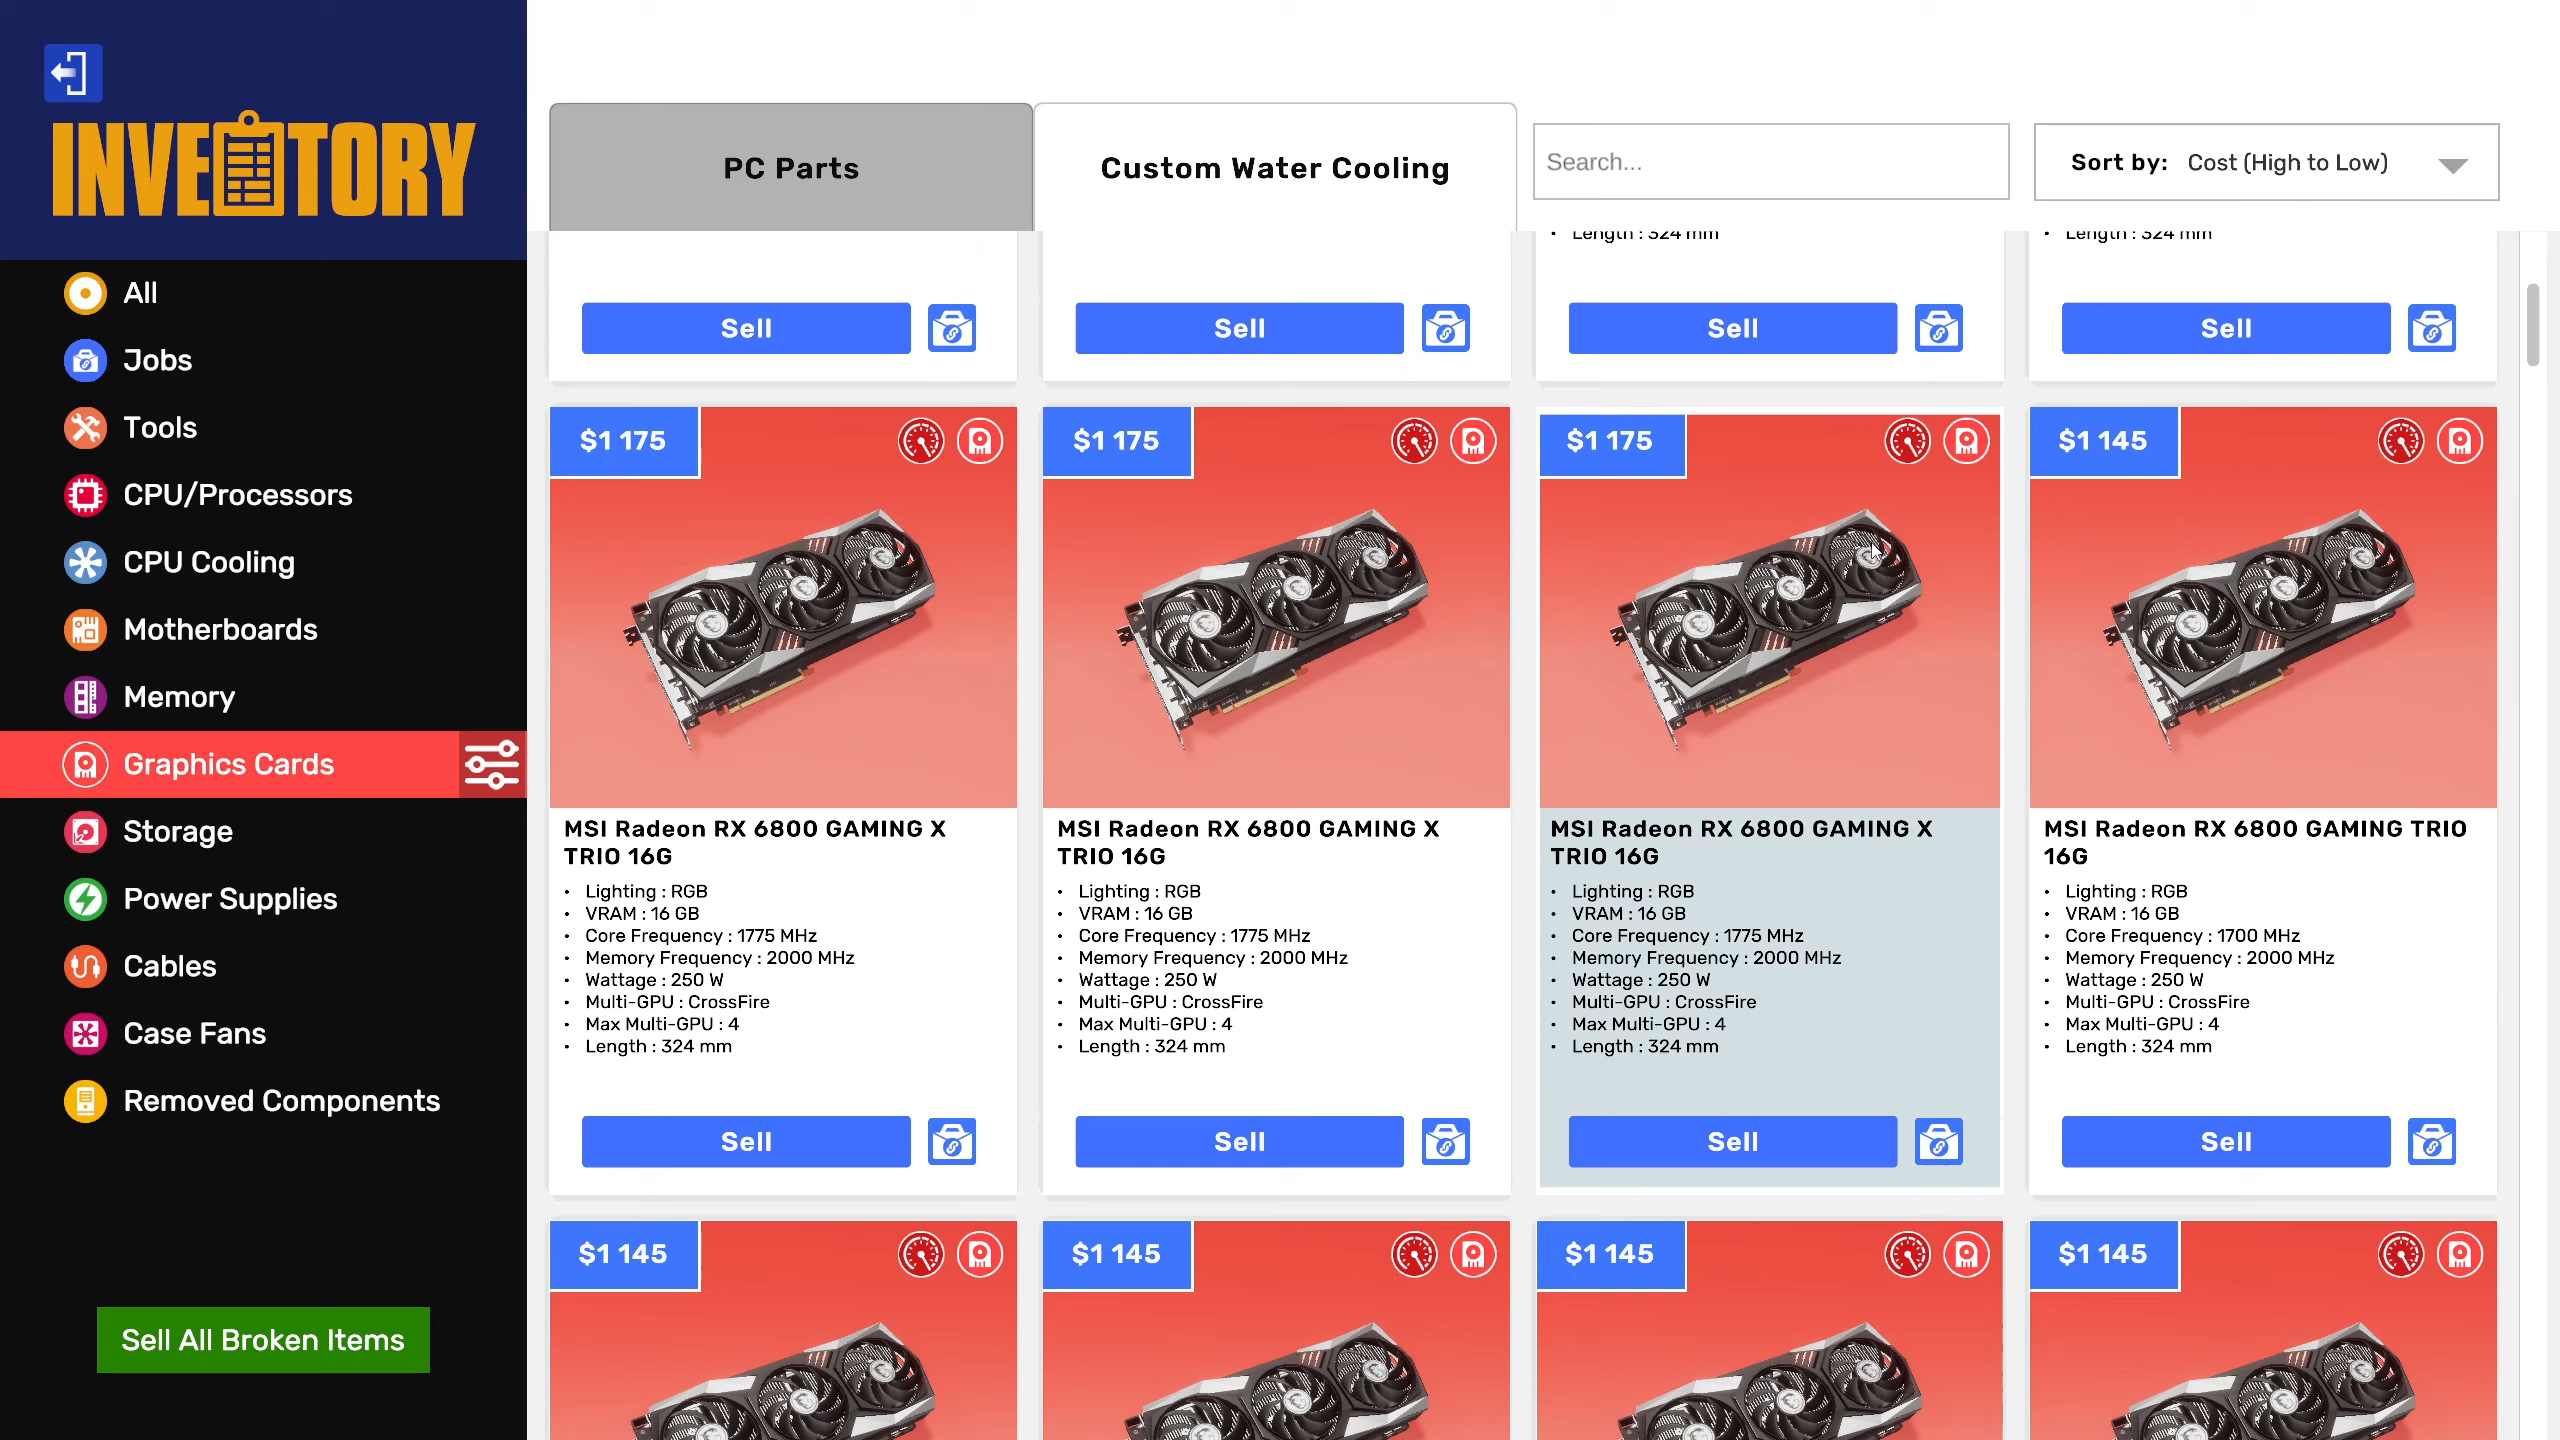 INVENTORY
PC Parts
Custom Water Cooling
Search...
Sort by: Cost (High to Low)
All
Jobs
Tools
CPU/Processors
CPU Cooling
Motherboards
Memory
Graphics Cards
Storage
Power Supplies
Cables
Case Fans
Removed Components
Sell All Broken Items
• Length : 324 mm
• Length : 324 mm
Sell
Sell
Sell
Sell
$1 175
MSI Radeon RX 6800 GAMING X
TRIO 16G
• Lighting : RGB
• VRAM : 16 GB
• Core Frequency : 1775 MHz
• Memory Frequency : 2000 MHz
• Wattage : 250 W
• Multi-GPU : CrossFire
• Max Multi-GPU : 4
• Length : 324 mm
Sell
$1 175
MSI Radeon RX 6800 GAMING X
TRIO 16G
• Lighting : RGB
• VRAM : 16 GB
• Core Frequency : 1775 MHz
• Memory Frequency : 2000 MHz
• Wattage : 250 W
• Multi-GPU : CrossFire
• Max Multi-GPU : 4
• Length : 324 mm
Sell
$1 175
MSI Radeon RX 6800 GAMING X
TRIO 16G
• Lighting : RGB
• VRAM : 16 GB
• Core Frequency : 1775 MHz
• Memory Frequency : 2000 MHz
• Wattage : 250 W
• Multi-GPU : CrossFire
• Max Multi-GPU : 4
• Length : 324 mm
Sell
$1 145
MSI Radeon RX 6800 GAMING TRIO
16G
• Lighting : RGB
• VRAM : 16 GB
• Core Frequency : 1700 MHz
• Memory Frequency : 2000 MHz
• Wattage : 250 W
• Multi-GPU : CrossFire
• Max Multi-GPU : 4
• Length : 324 mm
Sell
$1 145
$1 145
$1 145
$1 145